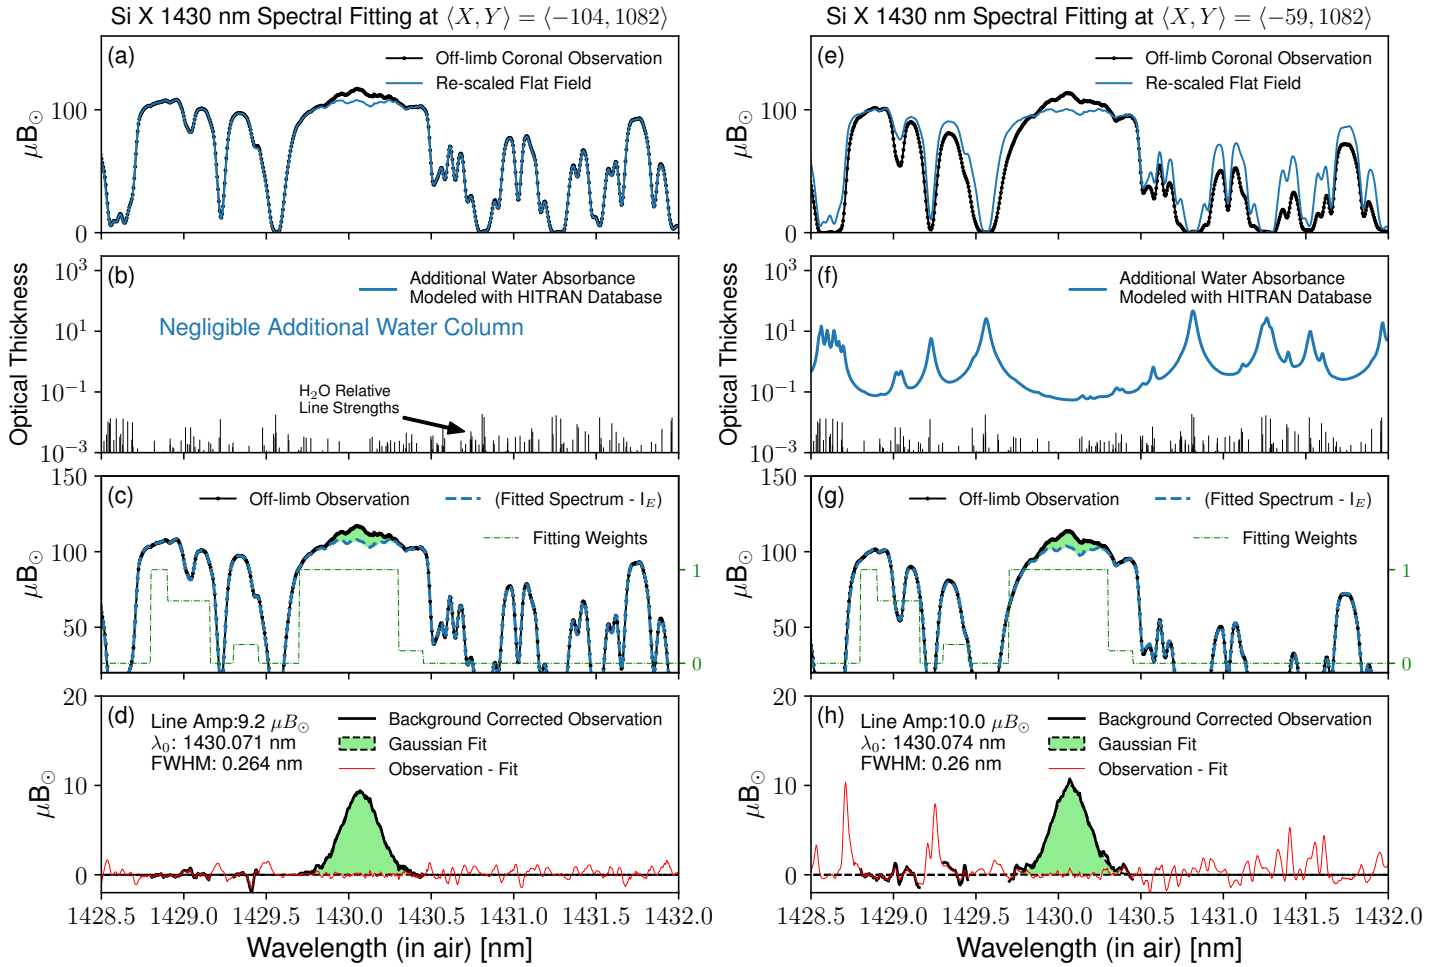 Si X 1430 nm Spectral Fitting at ⟨X, Y⟩ = ⟨−104, 1082⟩
(a)
Off-limb Coronal Observation
Re-scaled Flat Field
μB⊙
100
0
(b)
Additional Water Absorbance
Modeled with HITRAN Database
Negligible Additional Water Column
H₂O Relative
Line Strengths
Optical Thickness
10³
10¹
10⁻¹
10⁻³
(c)
Off-limb Observation
(Fitted Spectrum - I_E)
Fitting Weights
μB⊙
150
100
50
1
0
(d)
Line Amp:9.2 μB⊙
λ₀: 1430.071 nm
FWHM: 0.264 nm
Background Corrected Observation
Gaussian Fit
Observation - Fit
μB⊙
20
10
0
1428.5 1429.0 1429.5 1430.0 1430.5 1431.0 1431.5 1432.0
Wavelength (in air) [nm]
Si X 1430 nm Spectral Fitting at ⟨X, Y⟩ = ⟨−59, 1082⟩
(e)
Off-limb Coronal Observation
Re-scaled Flat Field
μB⊙
100
0
(f)
Additional Water Absorbance
Modeled with HITRAN Database
Optical Thickness
10³
10¹
10⁻¹
10⁻³
(g)
Off-limb Observation
(Fitted Spectrum - I_E)
Fitting Weights
μB⊙
150
100
50
1
0
(h)
Line Amp:10.0 μB⊙
λ₀: 1430.074 nm
FWHM: 0.26 nm
Background Corrected Observation
Gaussian Fit
Observation - Fit
μB⊙
20
10
0
1428.5 1429.0 1429.5 1430.0 1430.5 1431.0 1431.5 1432.0
Wavelength (in air) [nm]